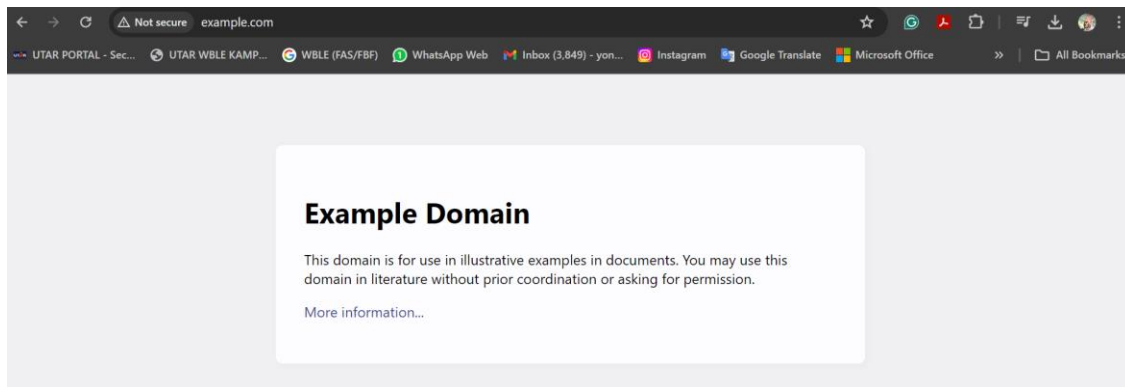 Not secure example.com
UTAR PORTAL - Sec... UTAR WBLE KAMP... WBLE (FAS/FBF) WhatsApp Web Inbox (3,849) - yon... Instagram Google Translate Microsoft Office » All Bookmarks
Example Domain
This domain is for use in illustrative examples in documents. You may use this
domain in literature without prior coordination or asking for permission.
More information...